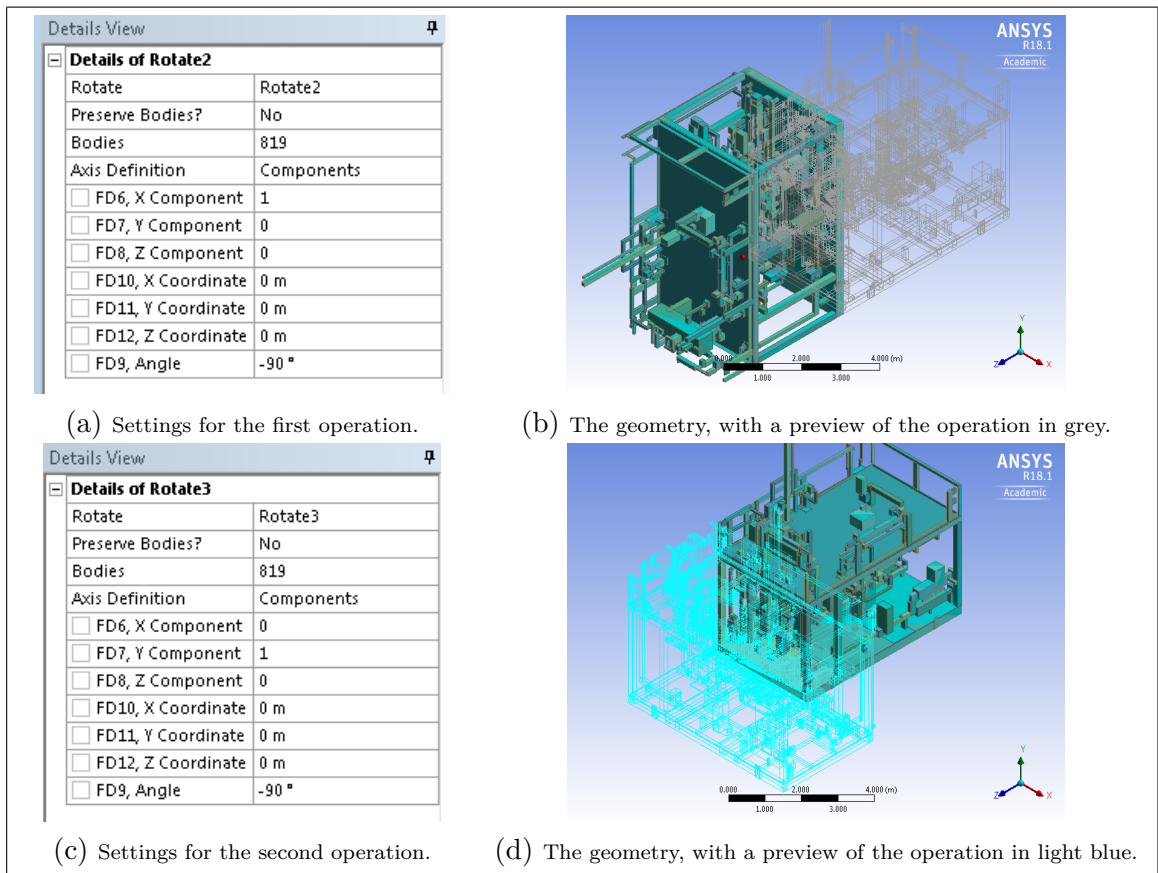 Details View
Details of Rotate2
Rotate Rotate2
Preserve Bodies? No
Bodies 819
Axis Definition Components
FD6, X Component 1
FD7, Y Component 0
FD8, Z Component 0
FD10, X Coordinate 0 m
FD11, Y Coordinate 0 m
FD12, Z Coordinate 0 m
FD9, Angle -90 °
ANSYS
R18.1
Academic
0.000 2.000 4.000 (m)
1.000 3.000
Y
Z X
(a) Settings for the first operation.
(b) The geometry, with a preview of the operation in grey.
Details View
Details of Rotate3
Rotate Rotate3
Preserve Bodies? No
Bodies 819
Axis Definition Components
FD6, X Component 0
FD7, Y Component 1
FD8, Z Component 0
FD10, X Coordinate 0 m
FD11, Y Coordinate 0 m
FD12, Z Coordinate 0 m
FD9, Angle -90 °
ANSYS
R18.1
Academic
0.000 2.000 4.000 (m)
1.000 3.000
Y
Z X
(c) Settings for the second operation.
(d) The geometry, with a preview of the operation in light blue.